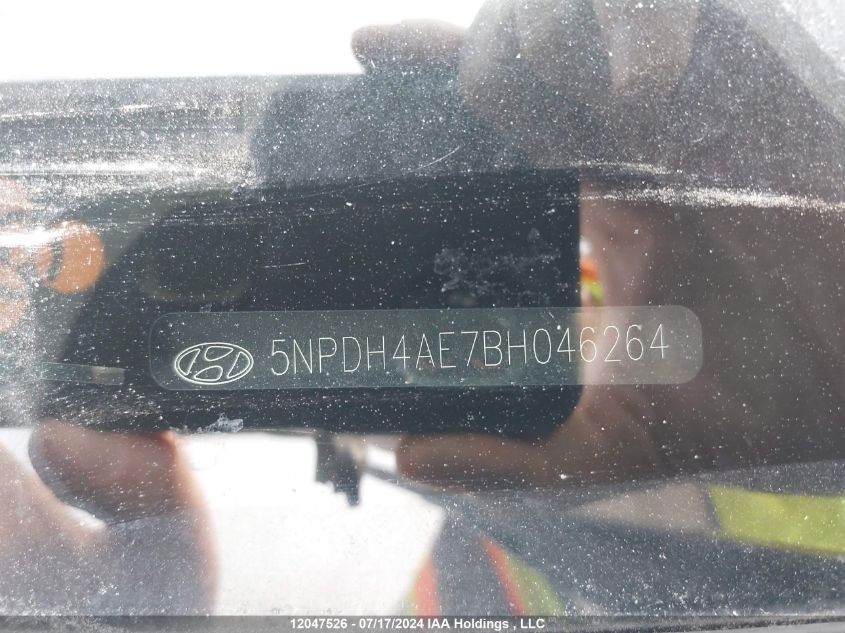 5NPDH4AE7BH046264
12047526 - 07/17/2024 IAA Holdings , LLC